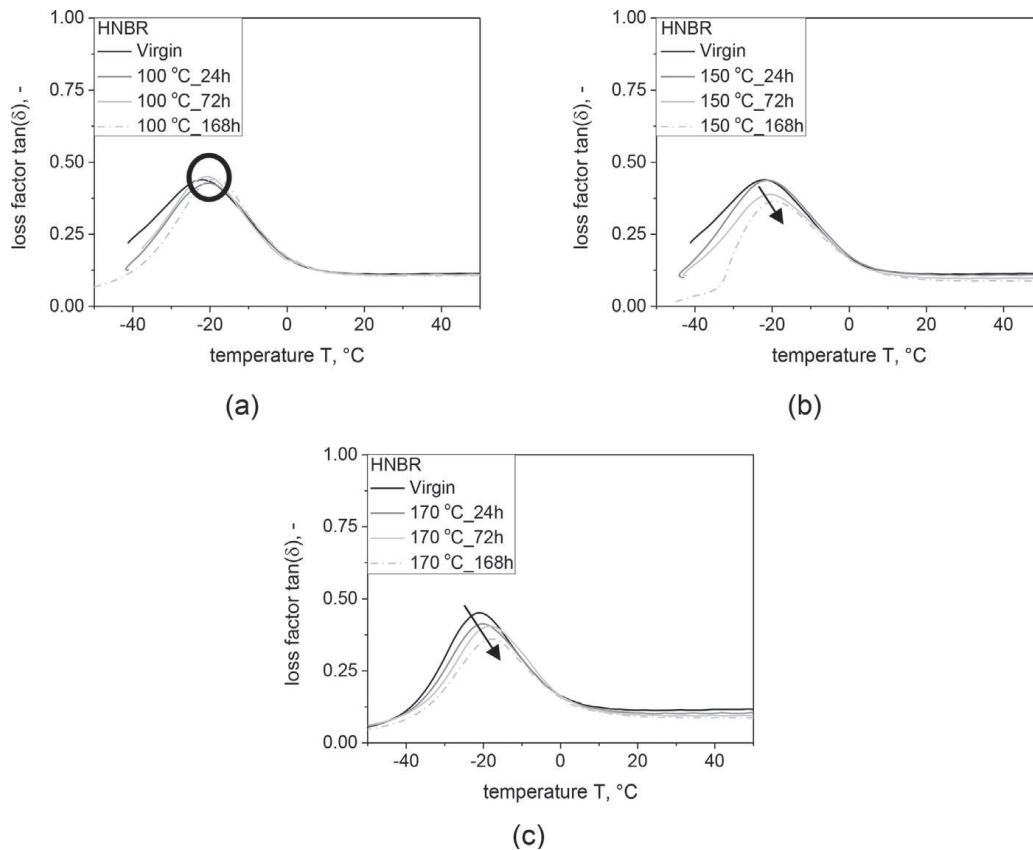 HNBR
Virgin
100 °C_24h
100 °C_72h
100 °C_168h
1.00
0.75
0.50
0.25
0.00
loss factor tan(δ), -
-40 -20 0 20 40
temperature T, °C
(a)
HNBR
Virgin
150 °C_24h
150 °C_72h
150 °C_168h
1.00
0.75
0.50
0.25
0.00
loss factor tan(δ), -
-40 -20 0 20 40
temperature T, °C
(b)
HNBR
Virgin
170 °C_24h
170 °C_72h
170 °C_168h
1.00
0.75
0.50
0.25
0.00
loss factor tan(δ), -
-40 -20 0 20 40
temperature T, °C
(c)